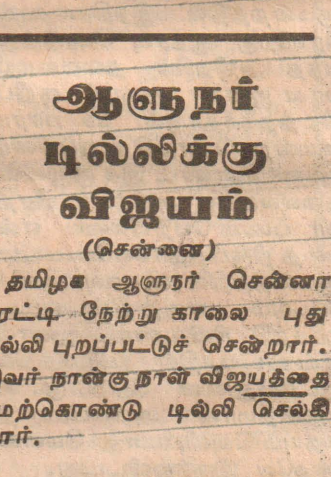 ஆளுநர்
டில்லிக்கு
விஜயம்
(சென்னை)
தமிழக ஆளுநர் சென்னா
ரட்டி நேற்று காலை புது
ல்லி புறப்பட்டுச் சென்றார்.
வர் நான்கு நாள் விஜயத்தை
மற்கொண்டு டில்லி செல்கி
ார்.